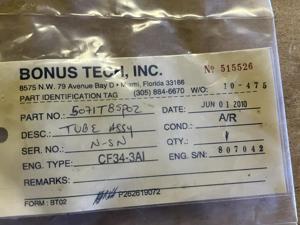 BONUS TECH, INC. № 515526
8575 N.W. 79 Avenue Bay D • Miami, Florida 33166
PART IDENTIFICATION TAG (305) 884-6670 W/O: 10-475
PART NO.: 5071T85P02 DATE: JUN 01 2010
DESC.: TUBE ASSY COND.: A/R
N-SN QTY.: 1
ENG. TYPE: CF34-3A1 ENG. S/N: 807042
REMARKS:
FORM: BT02 P262619072